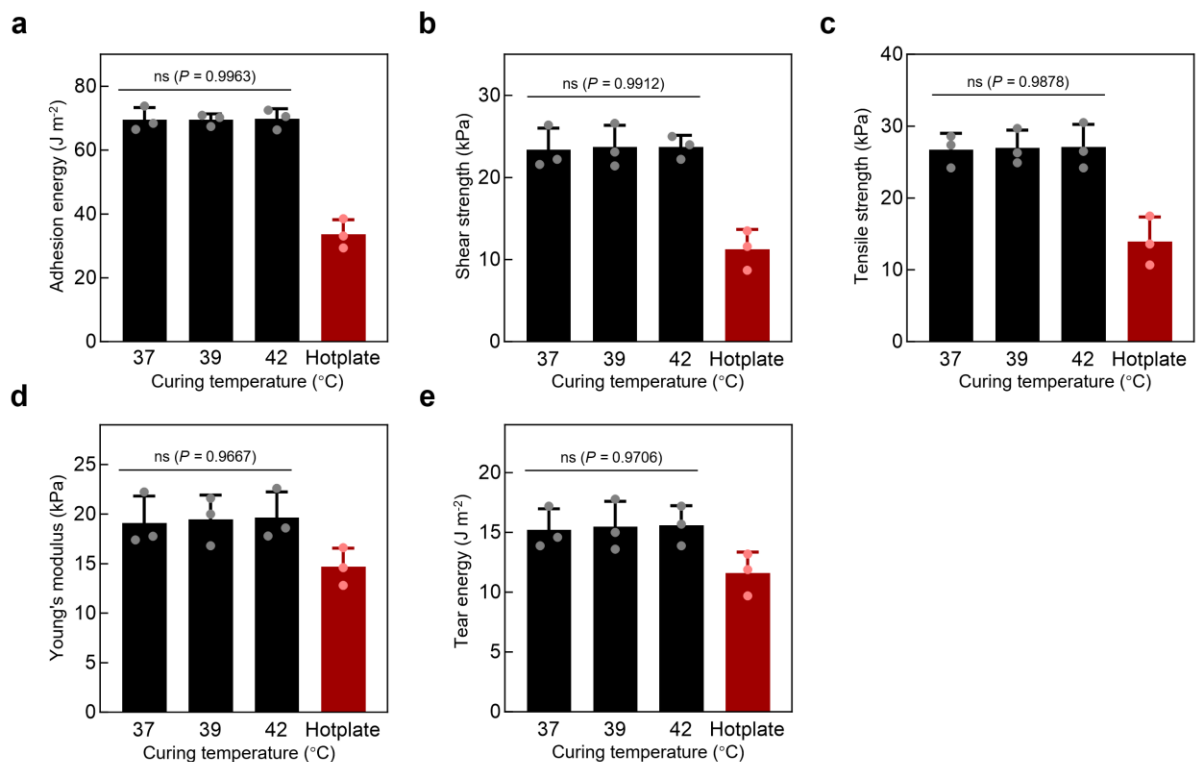 a
Adhesion energy (J m⁻²)
80
60
40
20
0
ns (P = 0.9963)
37 39 42 Hotplate
Curing temperature (°C)
b
Shear strength (kPa)
30
20
10
0
ns (P = 0.9912)
37 39 42 Hotplate
Curing temperature (°C)
c
Tensile strength (kPa)
40
30
20
10
0
ns (P = 0.9878)
37 39 42 Hotplate
Curing temperature (°C)
d
Young's modulus (kPa)
25
20
15
10
5
0
ns (P = 0.9667)
37 39 42 Hotplate
Curing temperature (°C)
e
Tear energy (J m⁻²)
20
15
10
5
0
ns (P = 0.9706)
37 39 42 Hotplate
Curing temperature (°C)